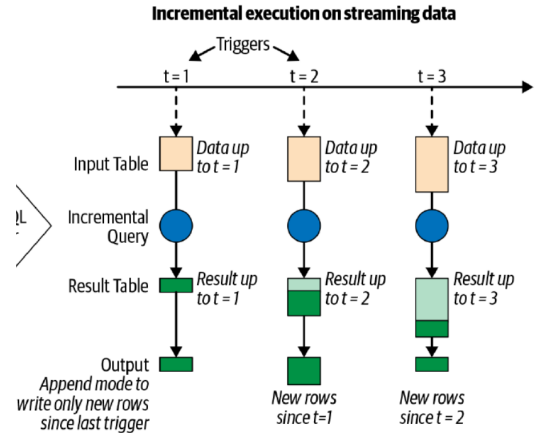 Incremental execution on streaming data
Triggers
t = 1
t = 2
t = 3
Input Table
Data up
to t = 1
Data up
to t = 2
Data up
to t = 3
Incremental
Query
Result Table
Result up
to t = 1
Result up
to t = 2
Result up
to t = 3
Output
Append mode to
write only new rows
since last trigger
New rows
since t=1
New rows
since t = 2